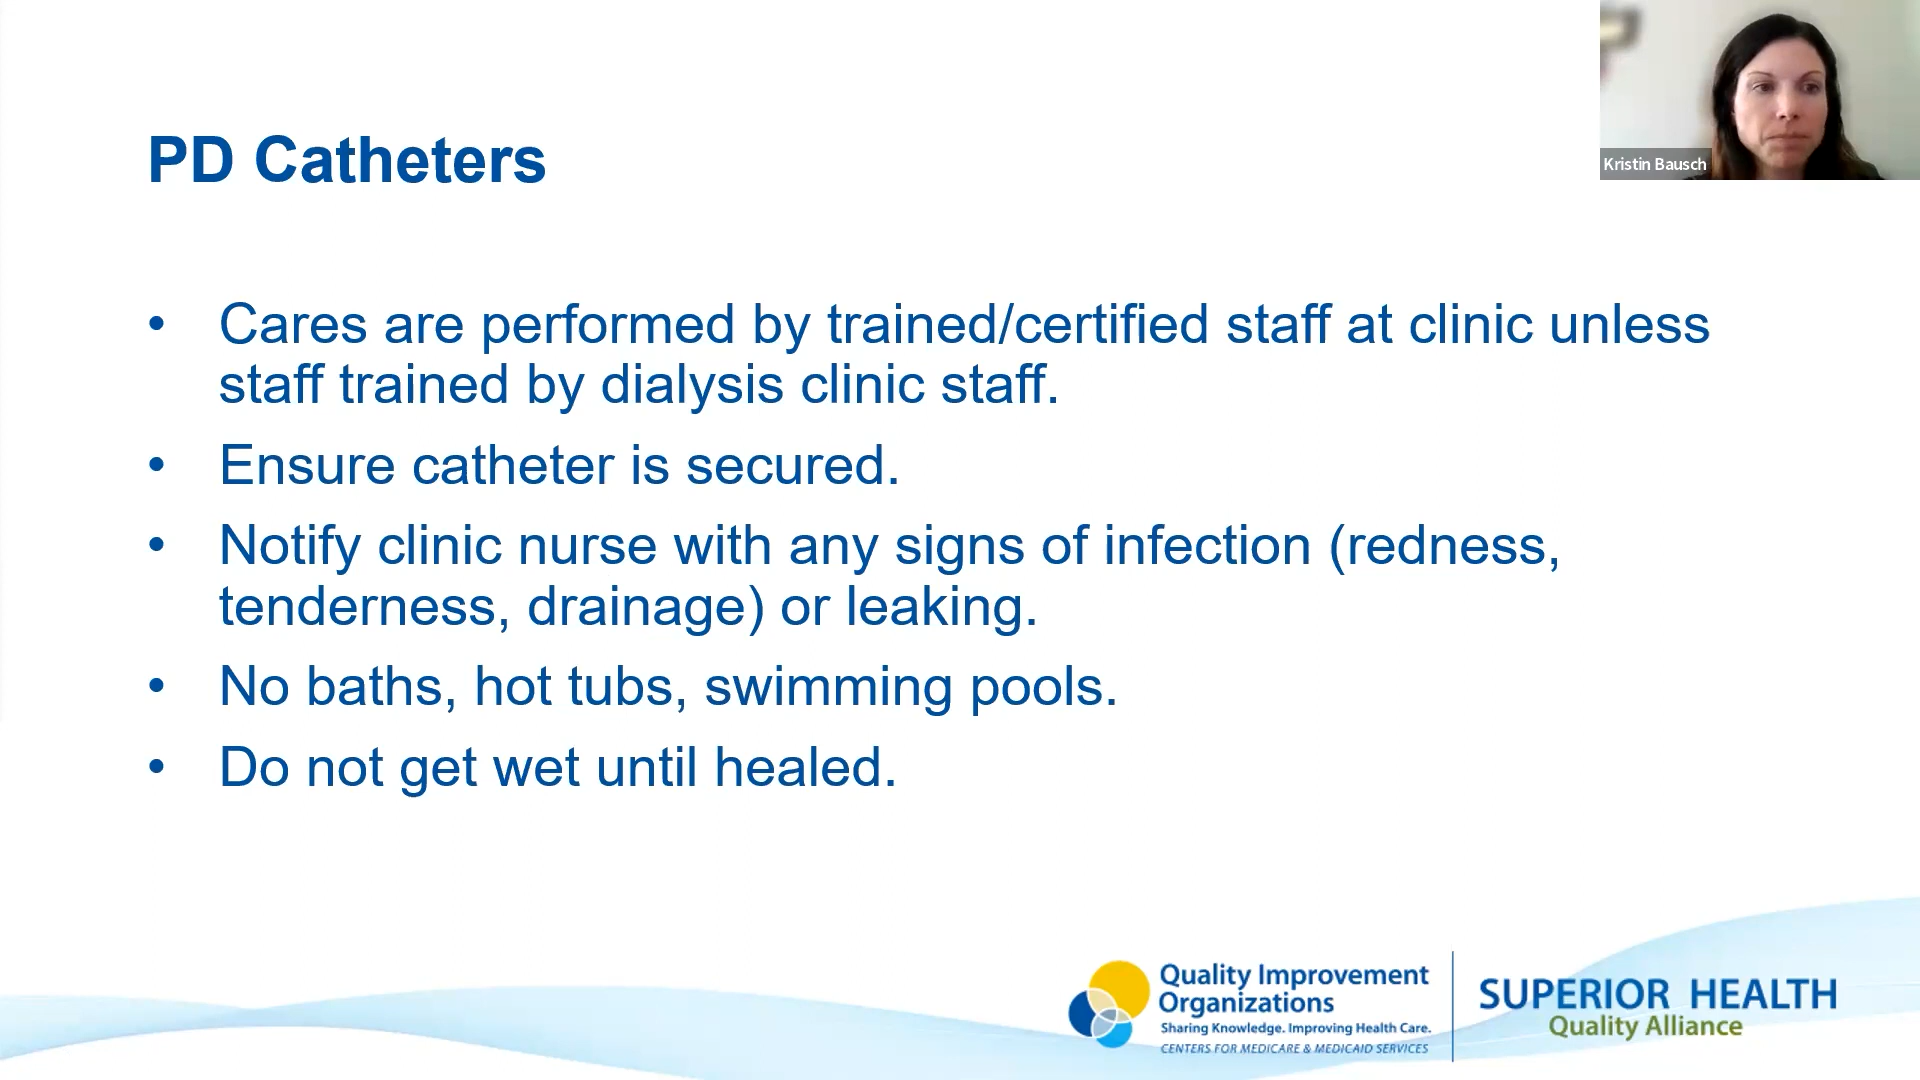 PD Catheters
Kristin Bausch
• Cares are performed by trained/certified staff at clinic unless
staff trained by dialysis clinic staff.
• Ensure catheter is secured.
• Notify clinic nurse with any signs of infection (redness,
tenderness, drainage) or leaking.
• No baths, hot tubs, swimming pools.
• Do not get wet until healed.
Quality Improvement
Organizations
Sharing Knowledge. Improving Health Care.
CENTERS FOR MEDICARE & MEDICAID SERVICES
SUPERIOR HEALTH
Quality Alliance